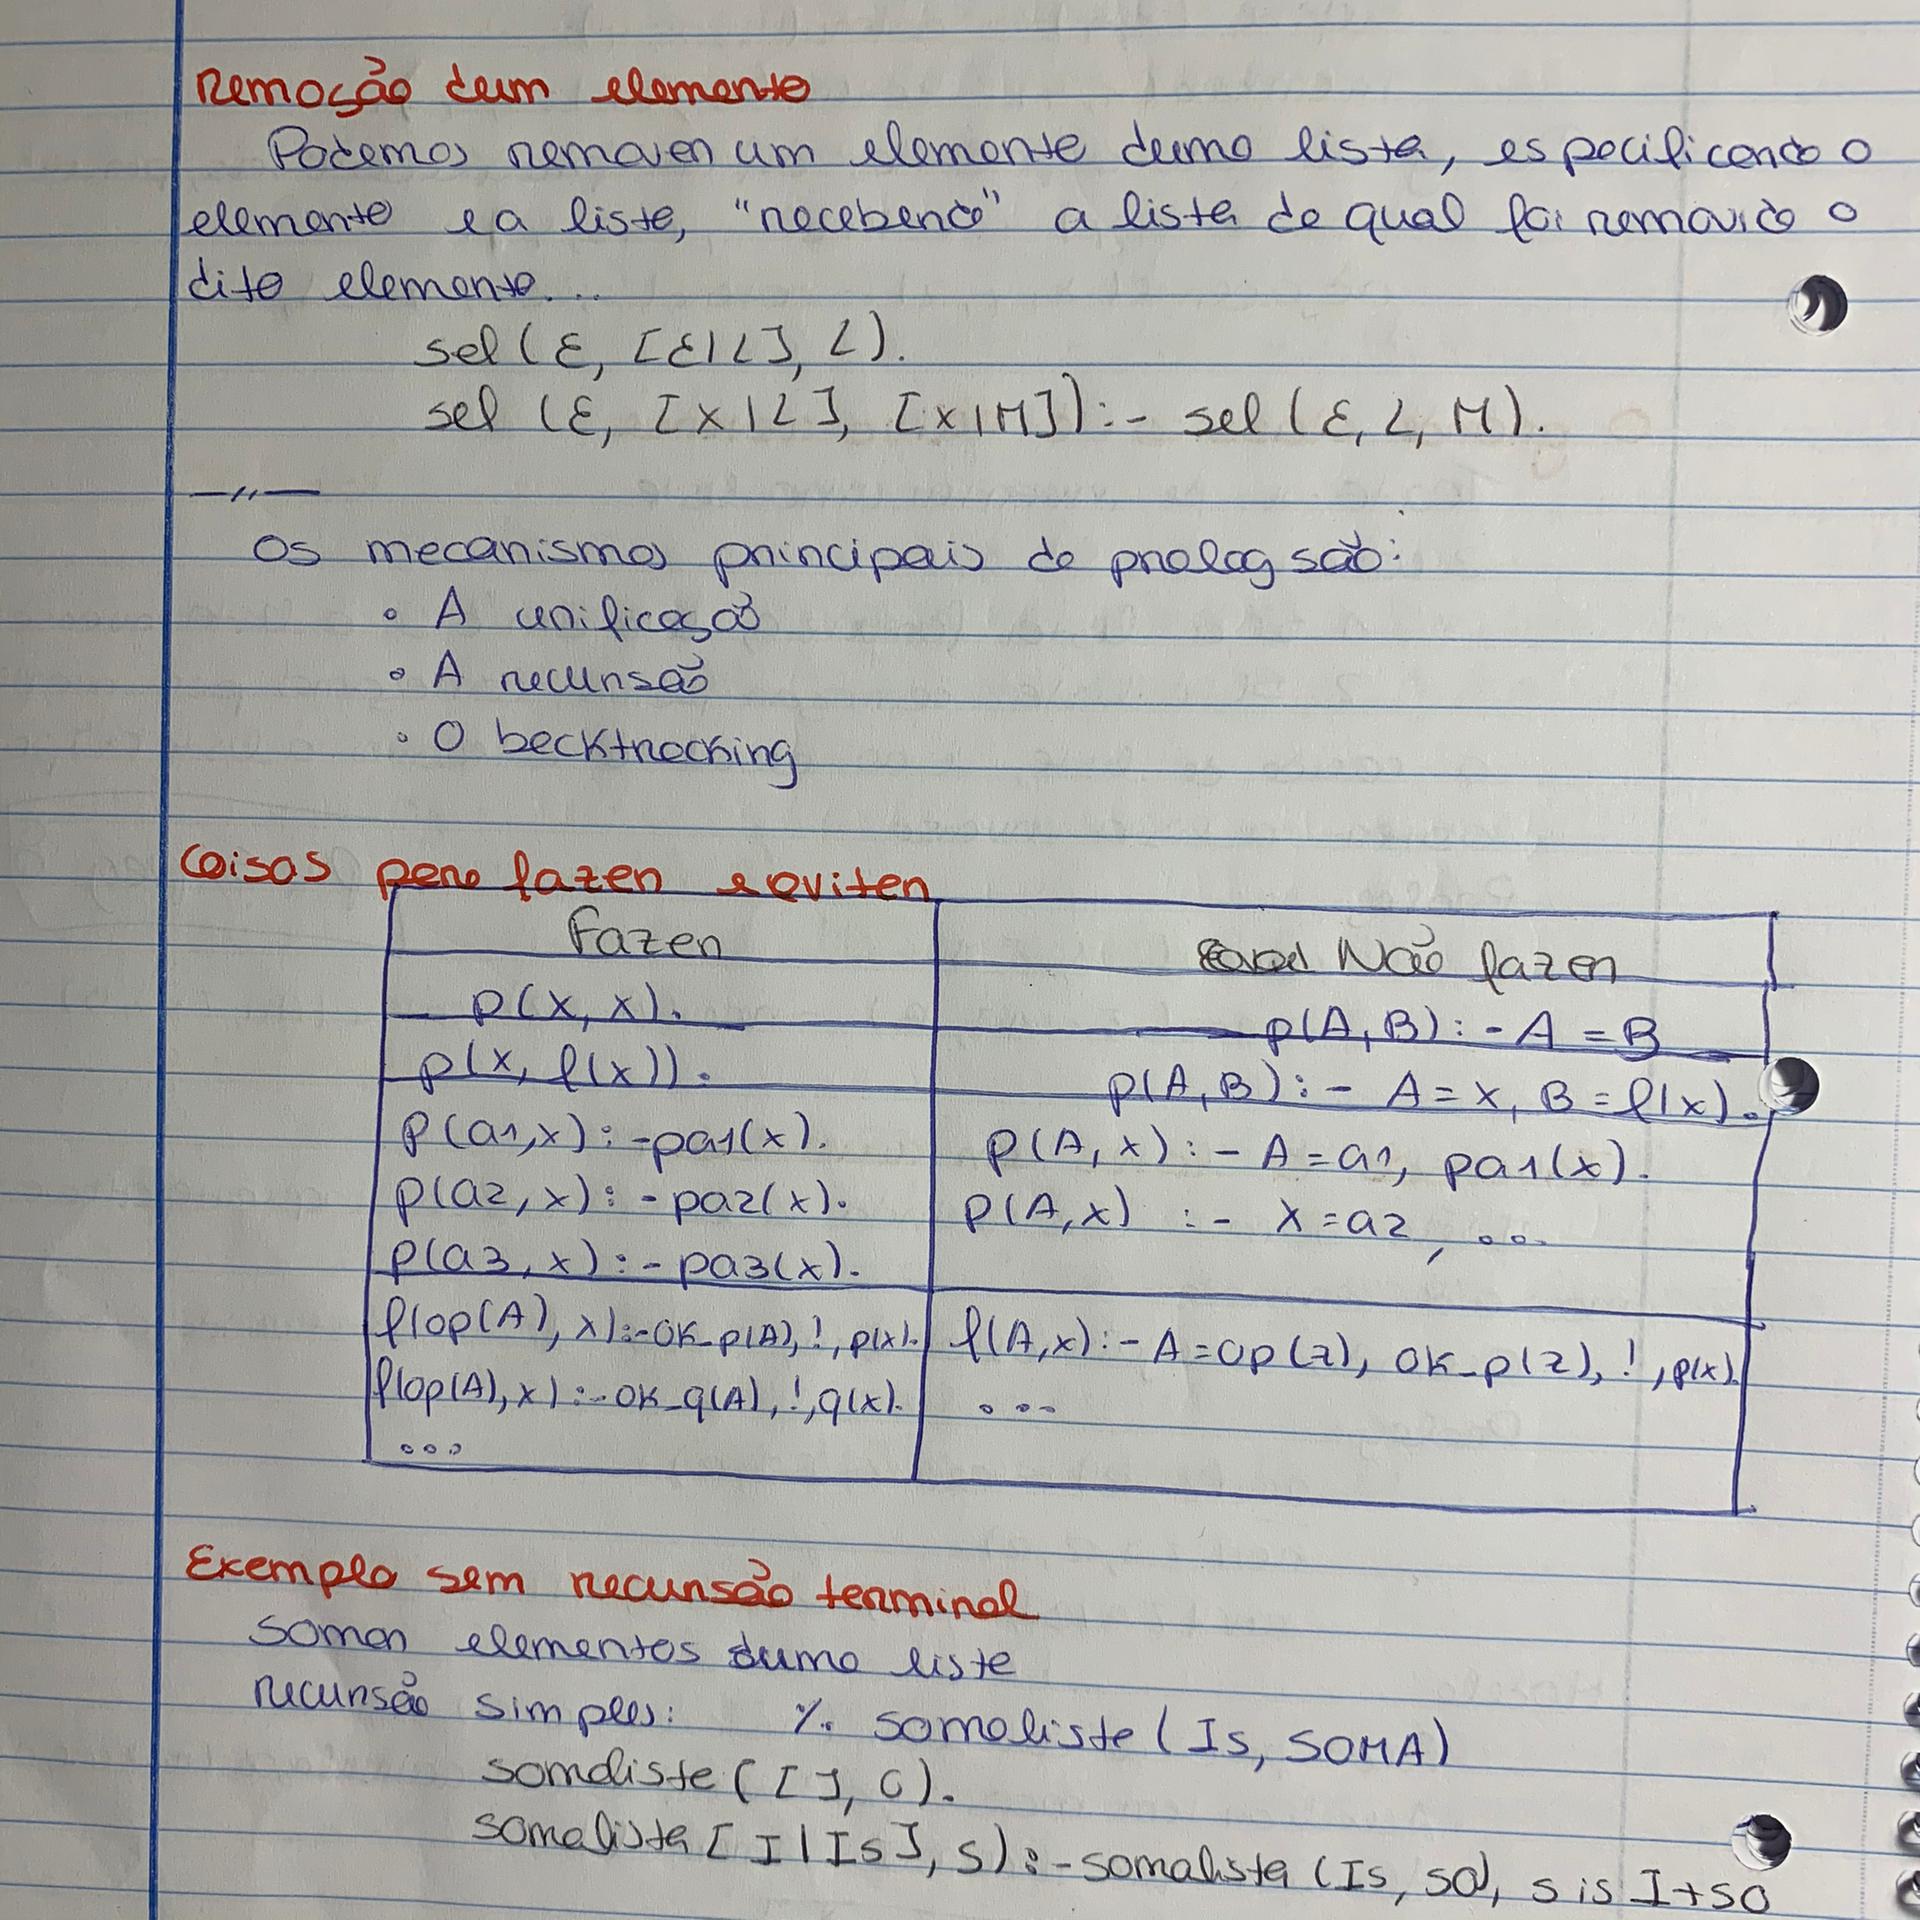 Remoção dum elemento
Podemos remover um elemento duma lista, especificando o
elemento e a lista, "recebendo" a lista da qual foi removido o
dito elemento...
sel(E, [E|L], L).
sel (E, [X|L], [X|M]):- sel(E, L, M).
—〃—
Os mecanismos principais do prolog são:
• A unificação
• A recursão
• O backtracking
Coisas para fazer e evitar
Fazer
Não fazer
p(X, X).
p(A, B):- A = B
p(X, f(X)).
p(A, B):- A = X, B = f(X).
p(a1,X):-pa1(X).
p(A, X):- A = a1, pa1(X).
p(a2, X):-pa2(X).
p(A,X) :- X = a2, ...
p(a3, X):-pa3(X).
f(op(A), X):-OK_p(A), !, p(X).
f(A,X):- A = op(Z), OK_p(Z), !, p(X).
f(op(A), X):-OK_q(A), !, q(X).
...
...
Exemplo sem recursão terminal
Somar elementos duma lista
recursão simples: % somalista(Is, SOMA)
somalista([], 0).
somalista[I|Is], S):-somalista(Is, S0), S is I+S0